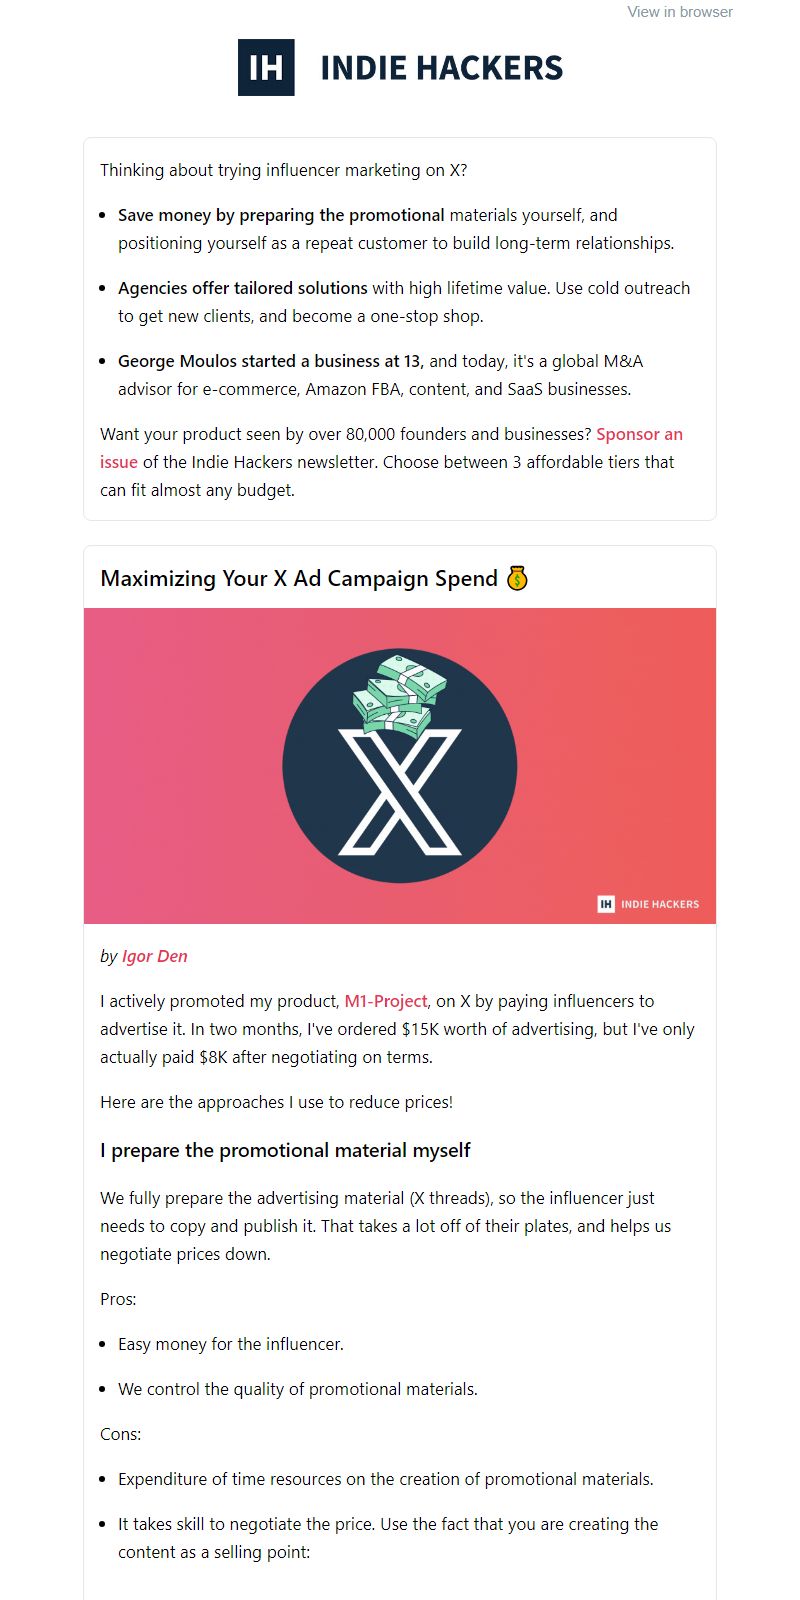 View in browser
IH INDIE HACKERS
Thinking about trying influencer marketing on X?
• Save money by preparing the promotional materials yourself, and
positioning yourself as a repeat customer to build long-term relationships.
• Agencies offer tailored solutions with high lifetime value. Use cold outreach
to get new clients, and become a one-stop shop.
• George Moulos started a business at 13, and today, it's a global M&A
advisor for e-commerce, Amazon FBA, content, and SaaS businesses.
Want your product seen by over 80,000 founders and businesses? Sponsor an
issue of the Indie Hackers newsletter. Choose between 3 affordable tiers that
can fit almost any budget.
Maximizing Your X Ad Campaign Spend 💰
X
IH INDIE HACKERS
by Igor Den
I actively promoted my product, M1-Project, on X by paying influencers to
advertise it. In two months, I've ordered $15K worth of advertising, but I've only
actually paid $8K after negotiating on terms.
Here are the approaches I use to reduce prices!
I prepare the promotional material myself
We fully prepare the advertising material (X threads), so the influencer just
needs to copy and publish it. That takes a lot off of their plates, and helps us
negotiate prices down.
Pros:
• Easy money for the influencer.
• We control the quality of promotional materials.
Cons:
• Expenditure of time resources on the creation of promotional materials.
• It takes skill to negotiate the price. Use the fact that you are creating the
content as a selling point: